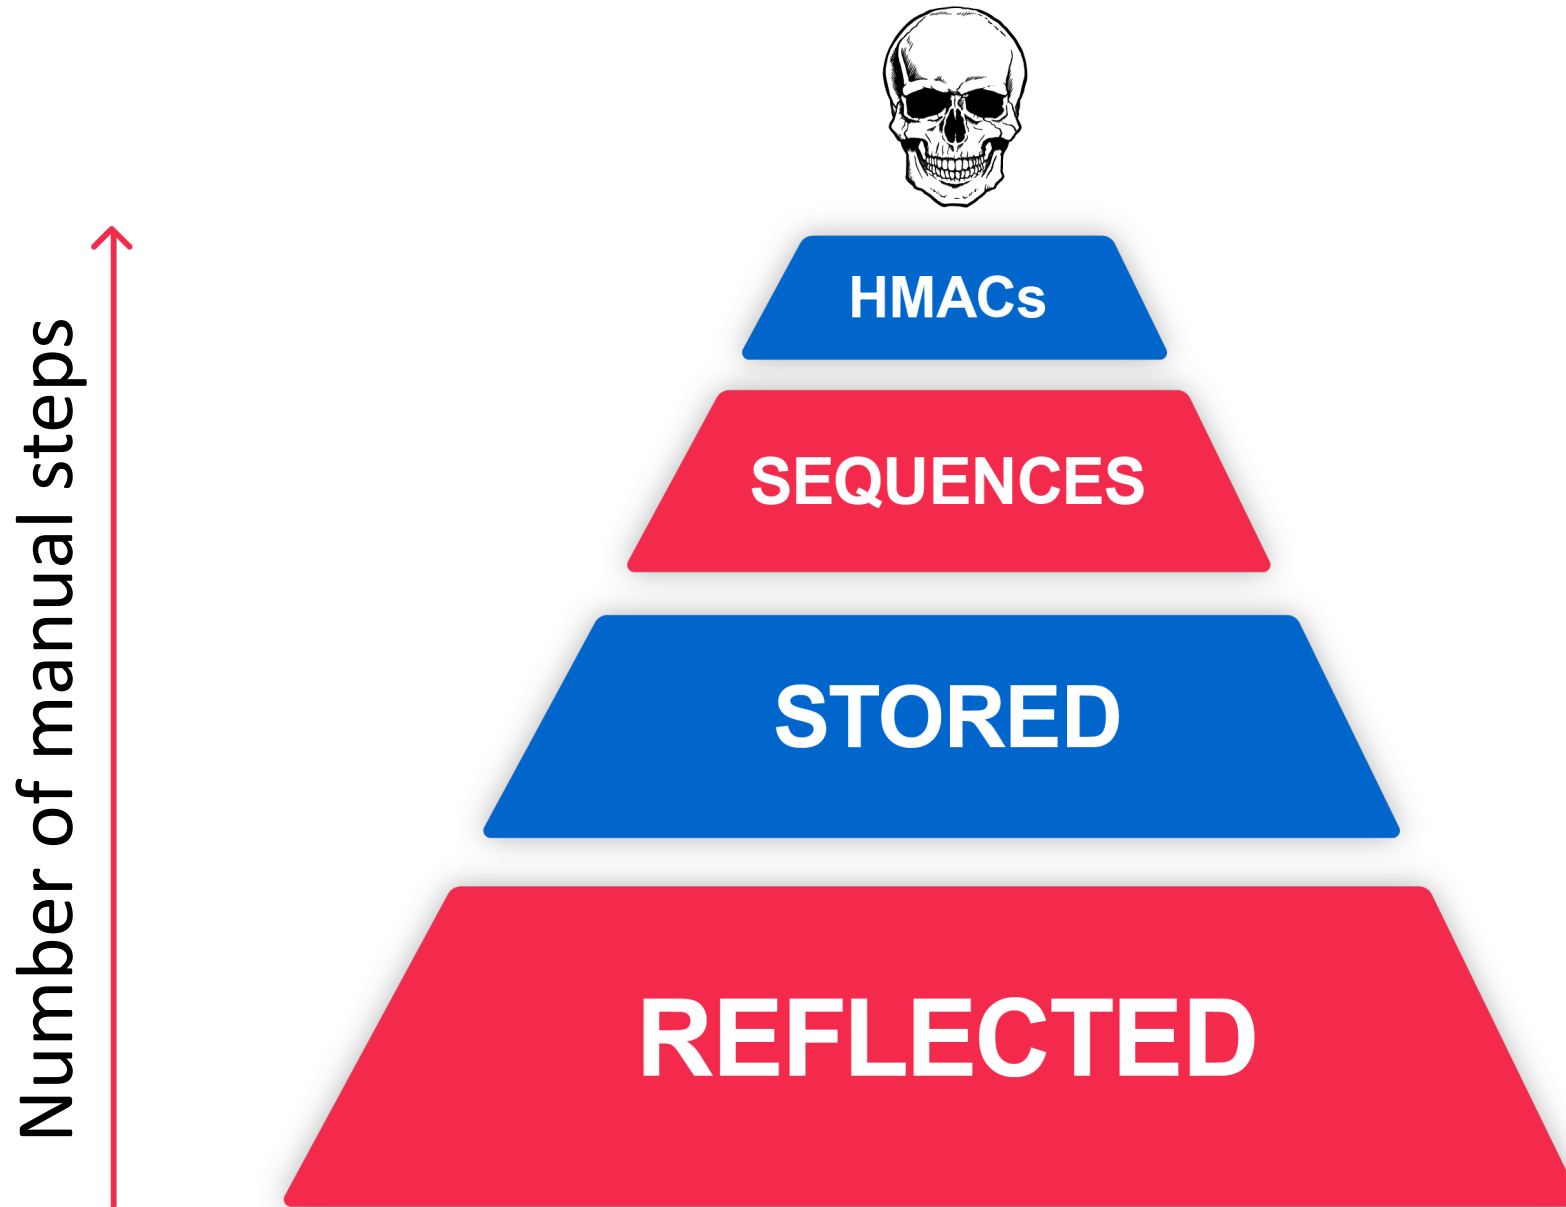 Number of manual steps
HMACs
SEQUENCES
STORED
REFLECTED